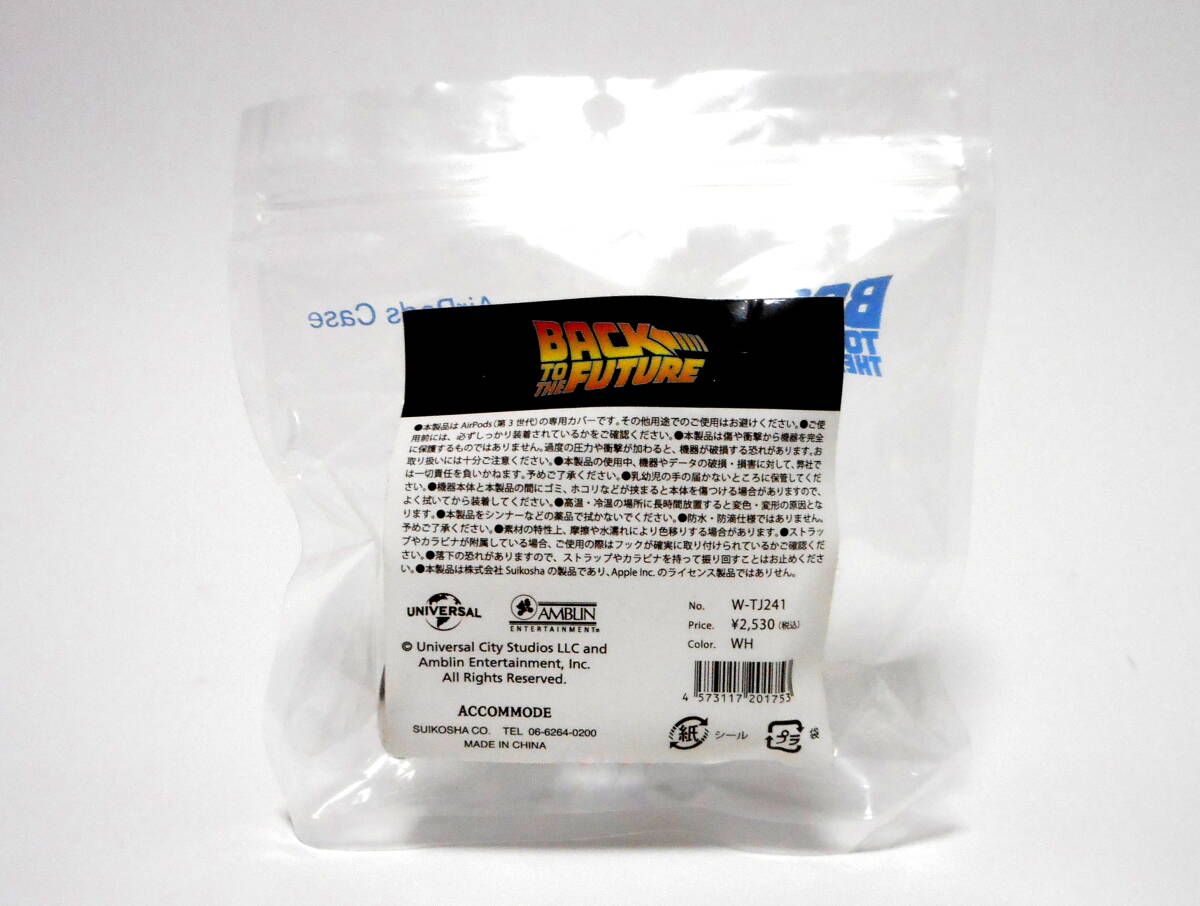 AirPods Case
BAC
TO
THE
BACK
TO THE FUTURE
●本製品は AirPods（第 3 世代）の専用カバーです。その他用途でのご使用はお避けください。●ご使
用前には、必ずしっかり装着されているかをご確認ください。●本製品は傷や衝撃から機器を完全
に保護するものではありません。過度の圧力や衝撃が加わると、機器が破損する恐れがあります。お
取り扱いには十分ご注意ください。●本製品の使用中、機器やデータの破損・損害に対して、弊社で
は一切責任を負いかねます。予めご了承ください。●乳幼児の手の届かないところに保管してくだ
さい。●機器本体と本製品の間にゴミ、ホコリなどが挟まると本体を傷つける場合がありますので、
よく拭いてから装着してください。●高温・冷温の場所に長時間放置すると変色・変形の原因とな
ります。●本製品をシンナーなどの薬品で拭かないでください。●防水・防滴仕様ではありません。
予めご了承ください。●素材の特性上、摩擦や水濡れにより色移りする場合があります。●ストラッ
プやカラビナが附属している場合、ご使用の際はフックが確実に取り付けられているかご確認くだ
さい。●落下の恐れがありますので、ストラップやカラビナを持って振り回すことはお止めくださ
い。●本製品は株式会社 Suikosha の製品であり、Apple Inc. のライセンス製品ではありせん。
UNIVERSAL
AMBLIN
ENTERTAINMENT
© Universal City Studios LLC and
Amblin Entertainment, Inc.
All Rights Reserved.
ACCOMMODE
SUIKOSHA CO. TEL 06-6264-0200
MADE IN CHINA
No. W-TJ241
Price. ¥2,530（税込）
Color. WH
4 573117 201753
紙 シール プラ 袋